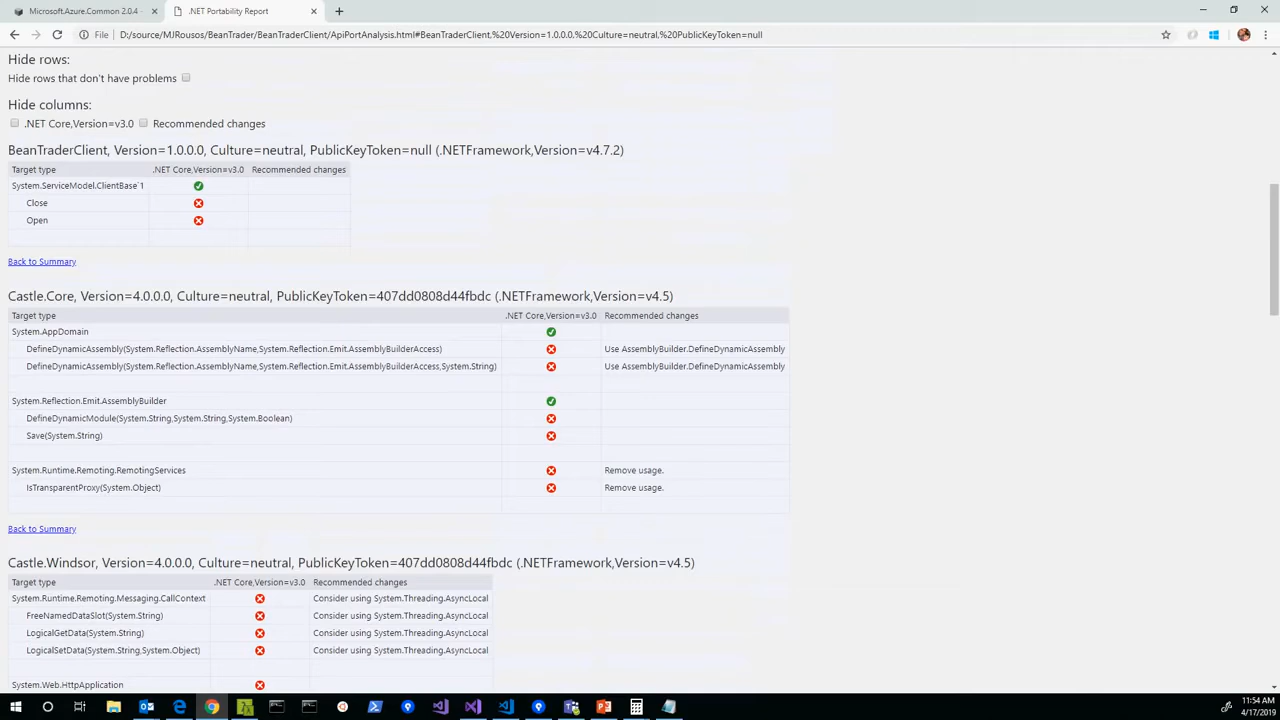 Microsoft.Azure.Common 2.0.4 - .NET Portability Report
File D:/source/MJRousos/BeanTrader/BeanTraderClient/ApiPortAnalysis.html#BeanTraderClient,%20Version=1.0.0.0,%20Culture=neutral,%20PublicKeyToken=null
Hide rows:
Hide rows that don't have problems
Hide columns:
.NET Core,Version=v3.0 Recommended changes
BeanTraderClient, Version=1.0.0.0, Culture=neutral, PublicKeyToken=null (.NETFramework,Version=v4.7.2)
Target type .NET Core,Version=v3.0 Recommended changes
System.ServiceModel.ClientBase`1
Close
Open
Back to Summary
Castle.Core, Version=4.0.0.0, Culture=neutral, PublicKeyToken=407dd0808d44fbdc (.NETFramework,Version=v4.5)
Target type .NET Core,Version=v3.0 Recommended changes
System.AppDomain
DefineDynamicAssembly(System.Reflection.AssemblyName,System.Reflection.Emit.AssemblyBuilderAccess) Use AssemblyBuilder.DefineDynamicAssembly
DefineDynamicAssembly(System.Reflection.AssemblyName,System.Reflection.Emit.AssemblyBuilderAccess,System.String) Use AssemblyBuilder.DefineDynamicAssembly
System.Reflection.Emit.AssemblyBuilder
DefineDynamicModule(System.String,System.String,System.Boolean)
Save(System.String)
System.Runtime.Remoting.RemotingServices Remove usage.
IsTransparentProxy(System.Object) Remove usage.
Back to Summary
Castle.Windsor, Version=4.0.0.0, Culture=neutral, PublicKeyToken=407dd0808d44fbdc (.NETFramework,Version=v4.5)
Target type .NET Core,Version=v3.0 Recommended changes
System.Runtime.Remoting.Messaging.CallContext Consider using System.Threading.AsyncLocal
FreeNamedDataSlot(System.String) Consider using System.Threading.AsyncLocal
LogicalGetData(System.String) Consider using System.Threading.AsyncLocal
LogicalSetData(System.String,System.Object) Consider using System.Threading.AsyncLocal
System.Web.HttpApplication
11:54 AM
4/17/2019